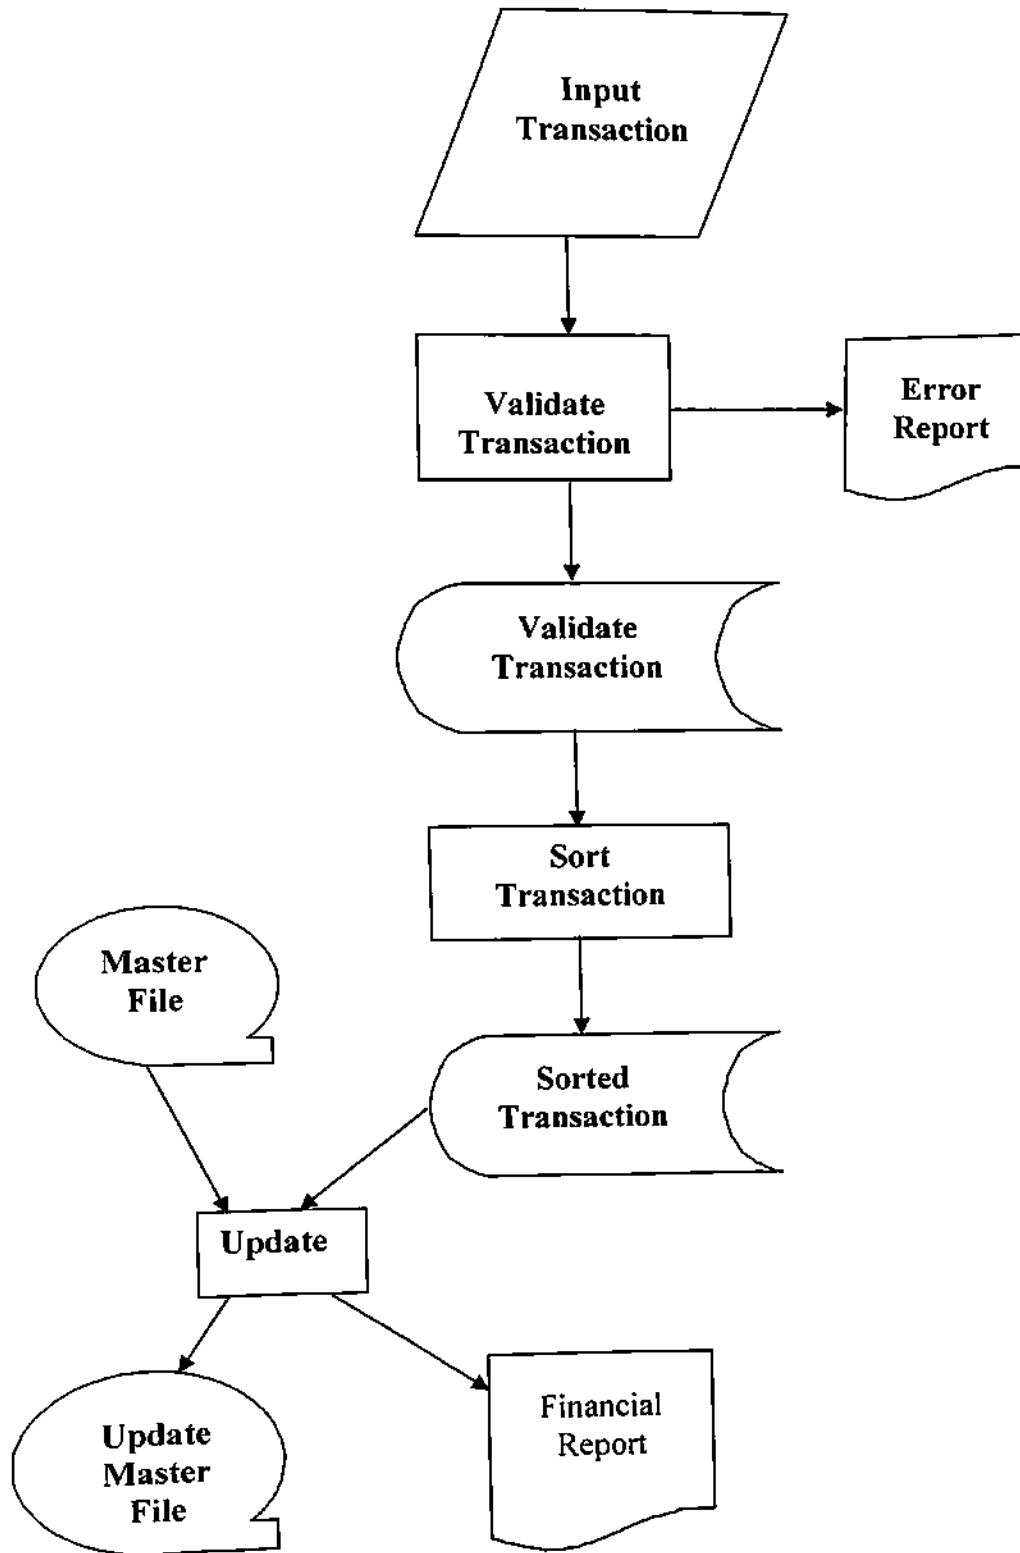 Input
Transaction
Validate
Transaction
Error
Report
Validate
Transaction
Sort
Transaction
Master
File
Sorted
Transaction
Update
Update
Master
File
Financial
Report